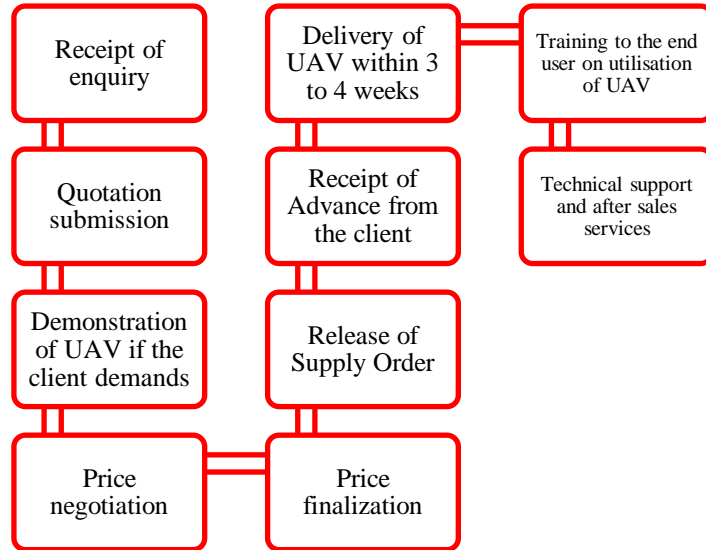 Receipt of
enquiry
Quotation
submission
Demonstration
of UAV if the
client demands
Price
negotiation
Price
finalization
Release of
Supply Order
Receipt of
Advance from
the client
Delivery of
UAV within 3
to 4 weeks
Training to the end
user on utilisation
of UAV
Technical support
and after sales
services